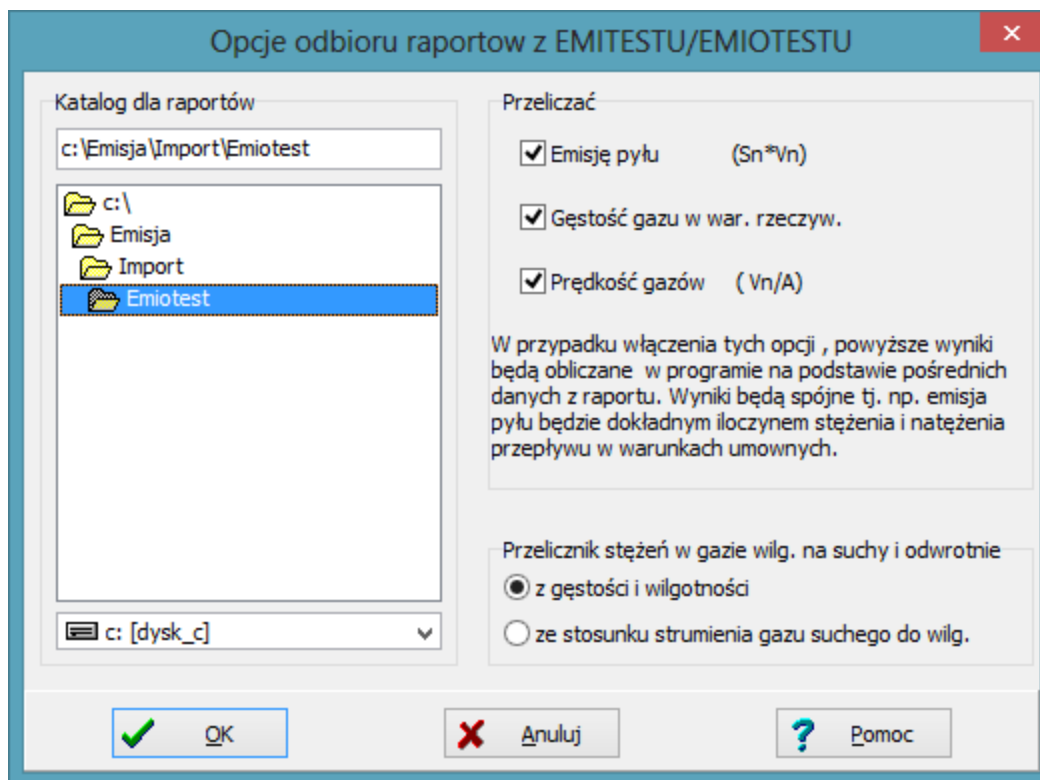 Opcje odbioru raportow z EMITESTU/EMIOTESTU
Katalog dla raportów
c:\Emisja\Import\Emiotest
c:\
Emisja
Import
Emiotest
c: [dysk_c]
Przeliczać
Emisję pyłu (Sn*Vn)
Gęstość gazu w war. rzeczyw.
Prędkość gazów ( Vn/A)
W przypadku włączenia tych opcji , powyższe wyniki
będą obliczane w programie na podstawie pośrednich
danych z raportu. Wyniki będą spójne tj. np. emisja
pyłu będzie dokładnym iloczynem stężenia i natężenia
przepływu w warunkach umownych.
Przelicznik stężeń w gazie wilg. na suchy i odwrotnie
z gęstości i wilgotności
ze stosunku strumienia gazu suchego do wilg.
OK
Anuluj
Pomoc